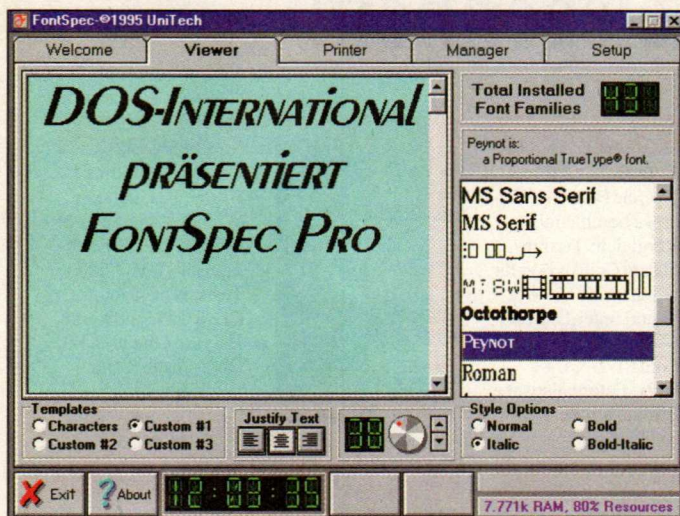 FontSpec-©1995 UniTech
Welcome
Viewer
Printer
Manager
Setup
DOS-International
präsentiert
FontSpec Pro
Total Installed
Font Families
Peynot is:
a Proportional TrueType® font.
MS Sans Serif
MS Serif
Octothorpe
Peynot
Roman
Templates
Characters
Custom #1
Custom #2
Custom #3
Justify Text
Style Options
Normal
Bold
Italic
Bold-Italic
Exit
?
About
7.771k RAM, 80% Resources